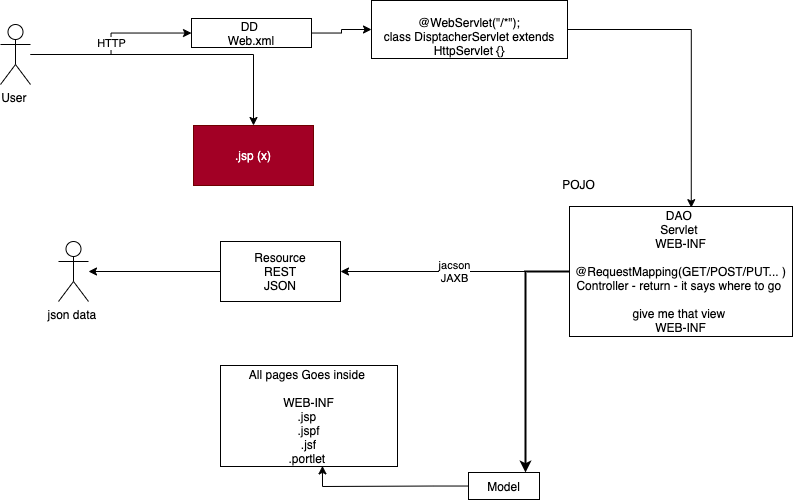 @WebServlet("/*");
class DisptacherServlet extends
HttpServlet {}
DD
Web.xml
HTTP
User
.jsp (x)
POJO
DAO
Servlet
WEB-INF
@RequestMapping(GET/POST/PUT... )
Controller - return - it says where to go
give me that view
WEB-INF
jacson
JAXB
Resource
REST
JSON
json data
All pages Goes inside
WEB-INF
.jsp
.jspf
.jsf
.portlet
Model